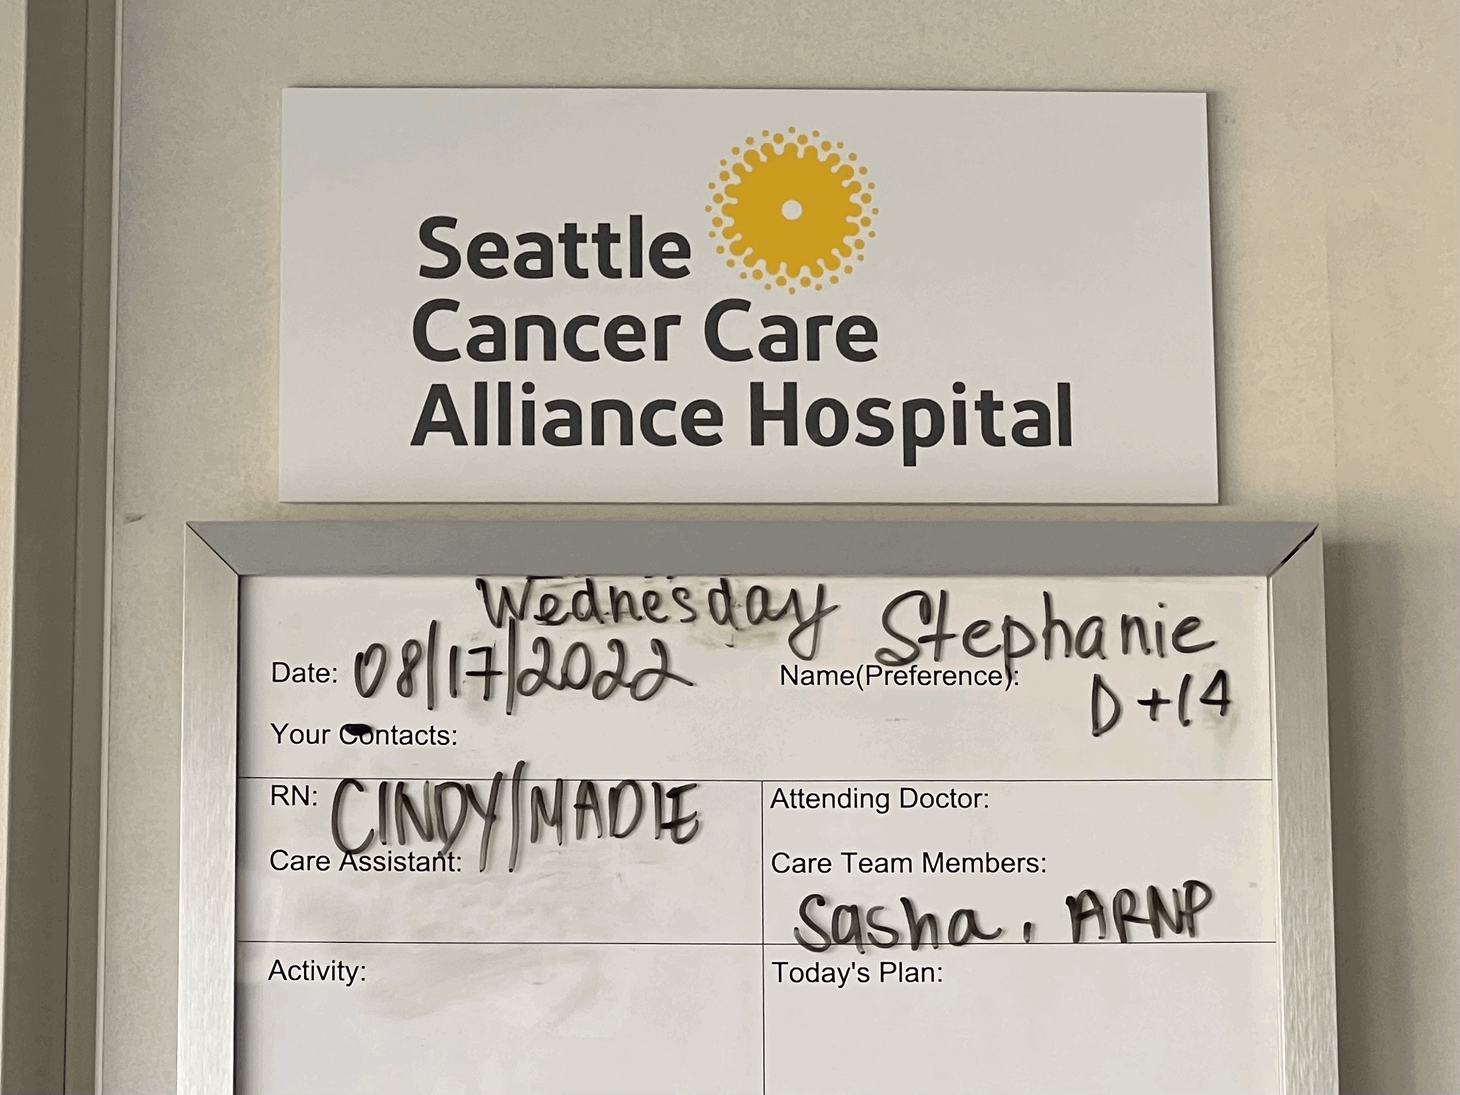 Seattle
Cancer Care
Alliance Hospital
Wednesday
Date: 08/17/2022
Name(Preference): Stephanie
D+14
Your Contacts:
RN: CINDY/MADIE
Attending Doctor:
Care Assistant:
Care Team Members:
Sasha, ARNP
Activity:
Today's Plan: